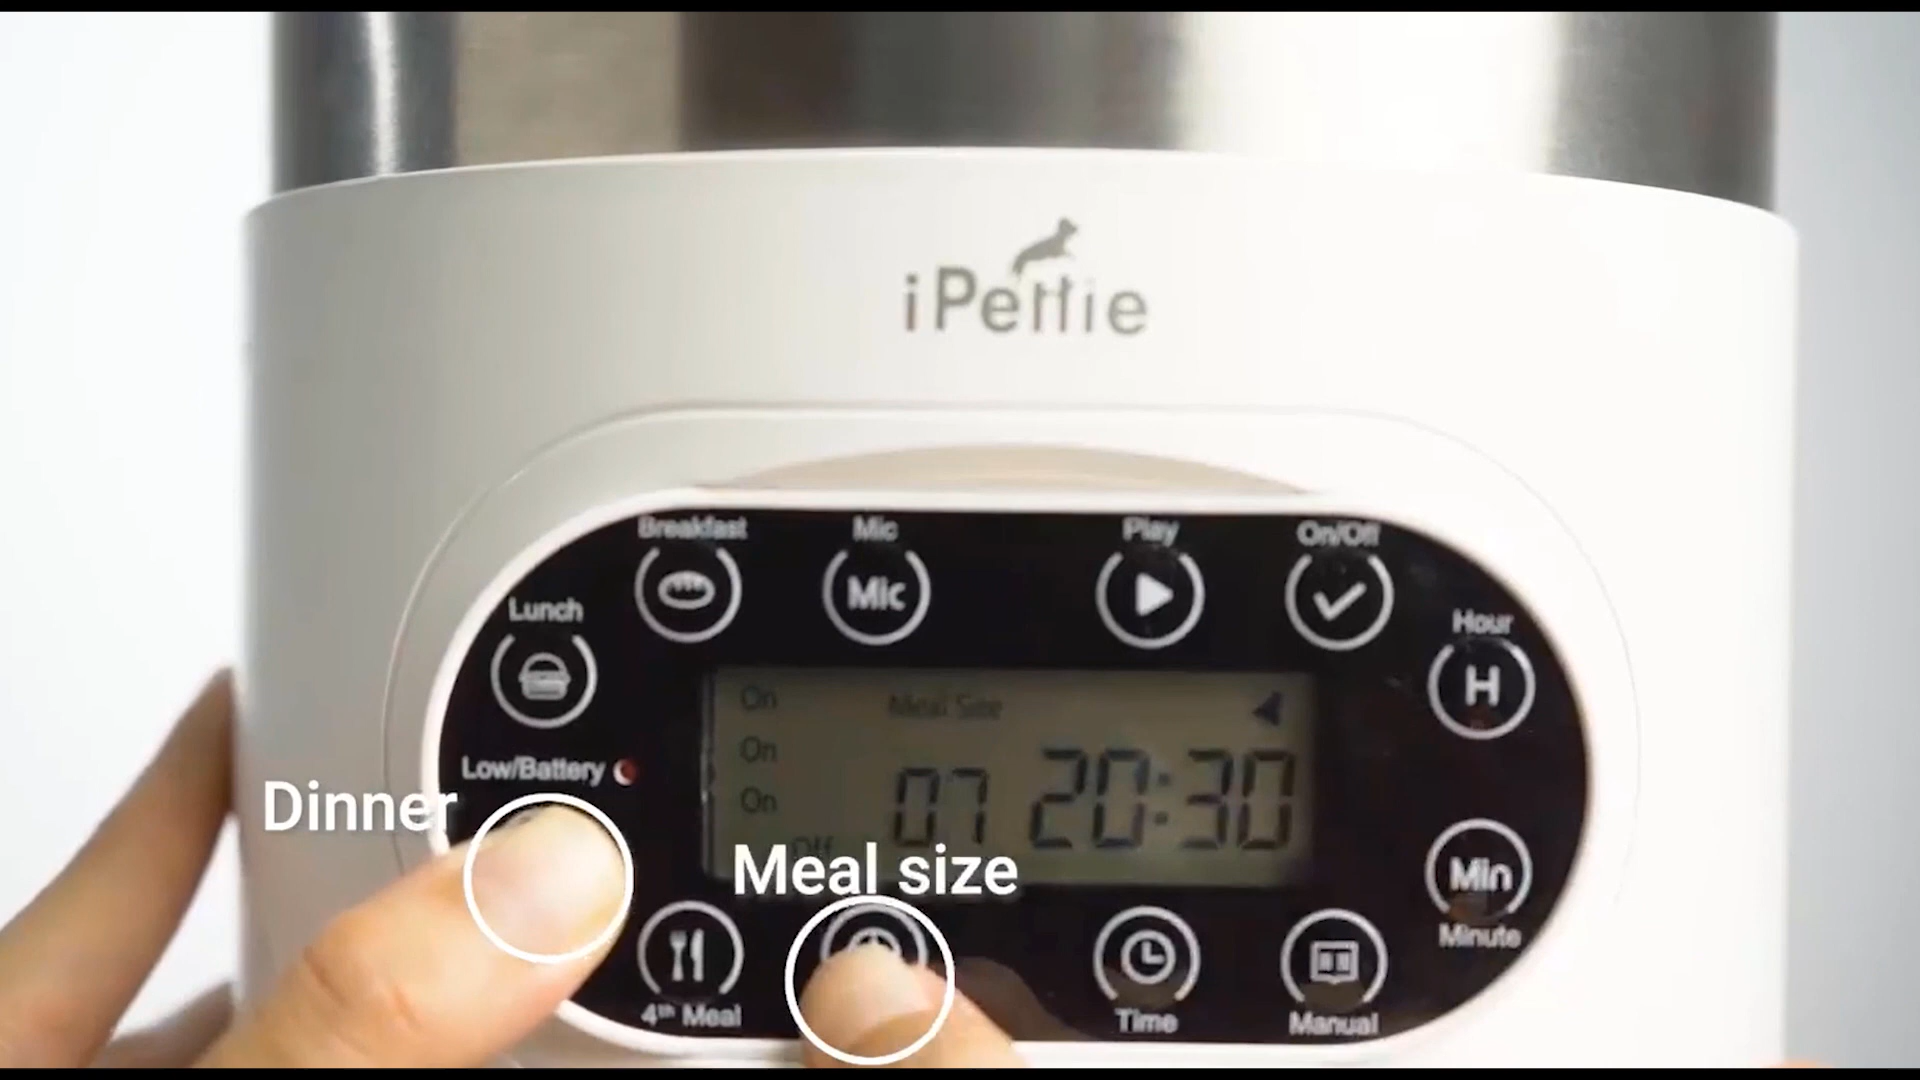 iPettie
Breakfast
Mic
Play
On/Off
Mic
Lunch
Hour
H
On
Meal Size
On
On
07 20:30
Off
Low/Battery
Dinner
Meal size
Min
Minute
4th Meal
Time
Manual